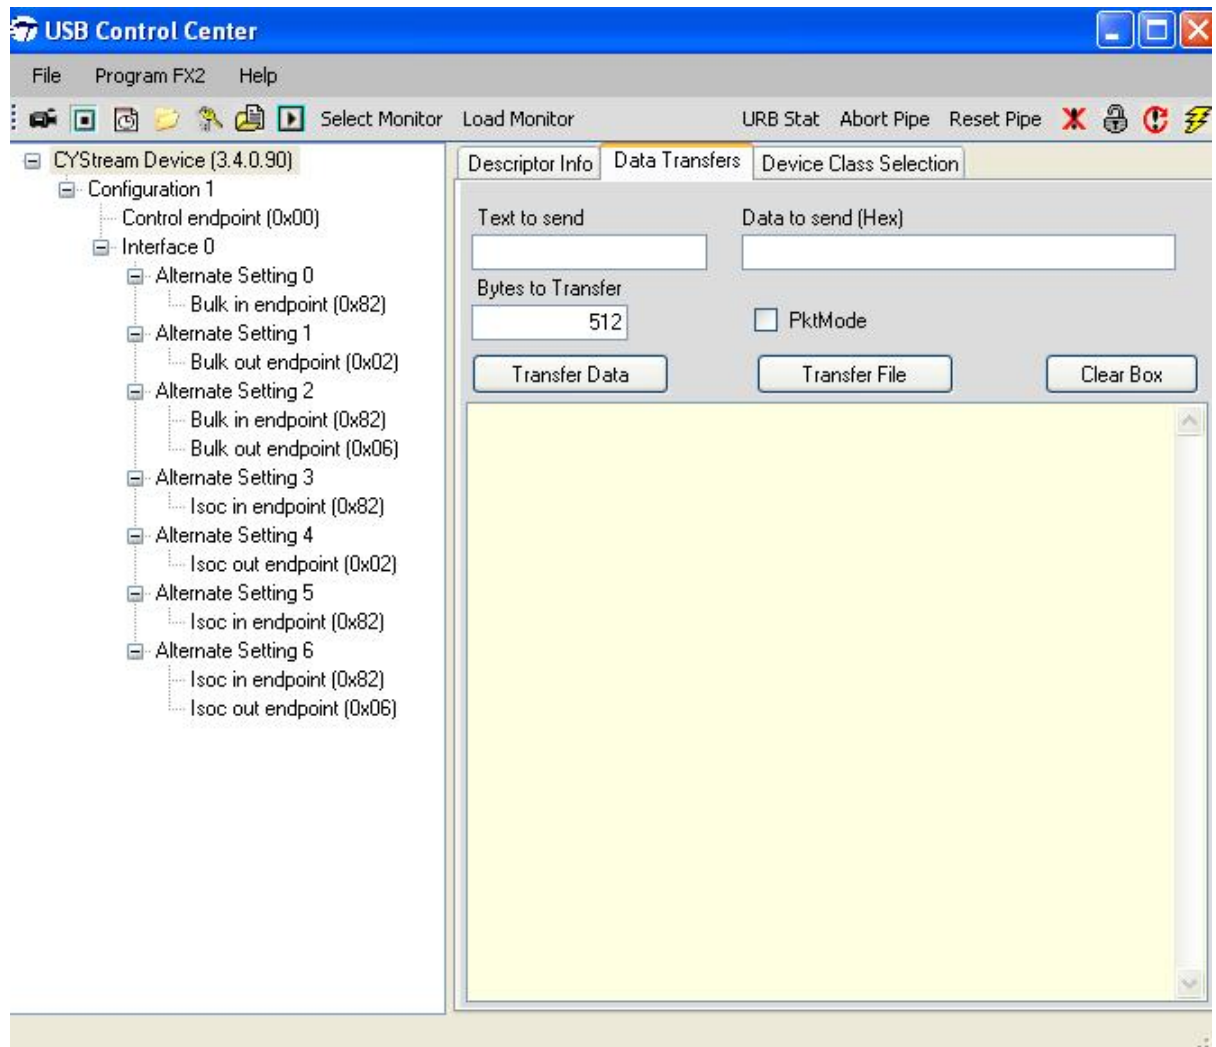 USB Control Center
File Program FX2 Help
Select Monitor Load Monitor URB Stat Abort Pipe Reset Pipe
CYStream Device (3.4.0.90)
Configuration 1
Control endpoint (0x00)
Interface 0
Alternate Setting 0
Bulk in endpoint (0x82)
Alternate Setting 1
Bulk out endpoint (0x02)
Alternate Setting 2
Bulk in endpoint (0x82)
Bulk out endpoint (0x06)
Alternate Setting 3
Isoc in endpoint (0x82)
Alternate Setting 4
Isoc out endpoint (0x02)
Alternate Setting 5
Isoc in endpoint (0x82)
Alternate Setting 6
Isoc in endpoint (0x82)
Isoc out endpoint (0x06)
Descriptor Info Data Transfers Device Class Selection
Text to send Data to send (Hex)
Bytes to Transfer
512 PktMode
Transfer Data Transfer File Clear Box